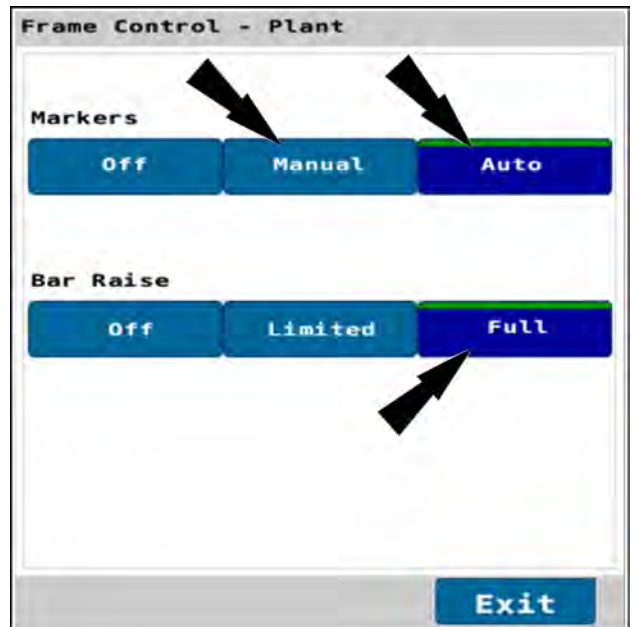 Frame Control - Plant
Markers
Off Manual Auto
Bar Raise
Off Limited Full
Exit